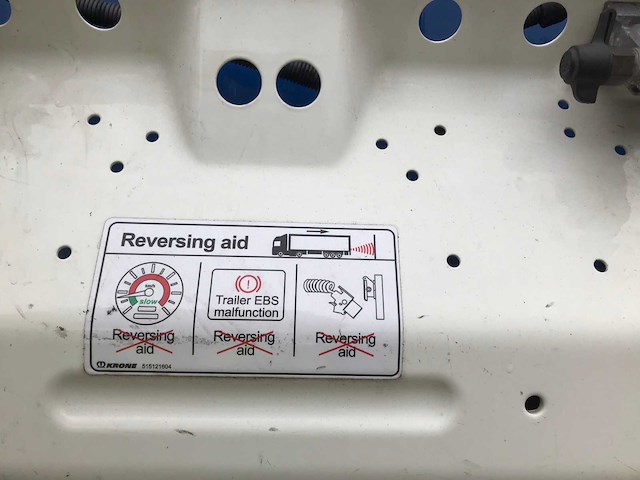 Reversing aid
km/h
slow
Reversing
aid
Trailer EBS
malfunction
Reversing
aid
Reversing
aid
KRONE 515121604